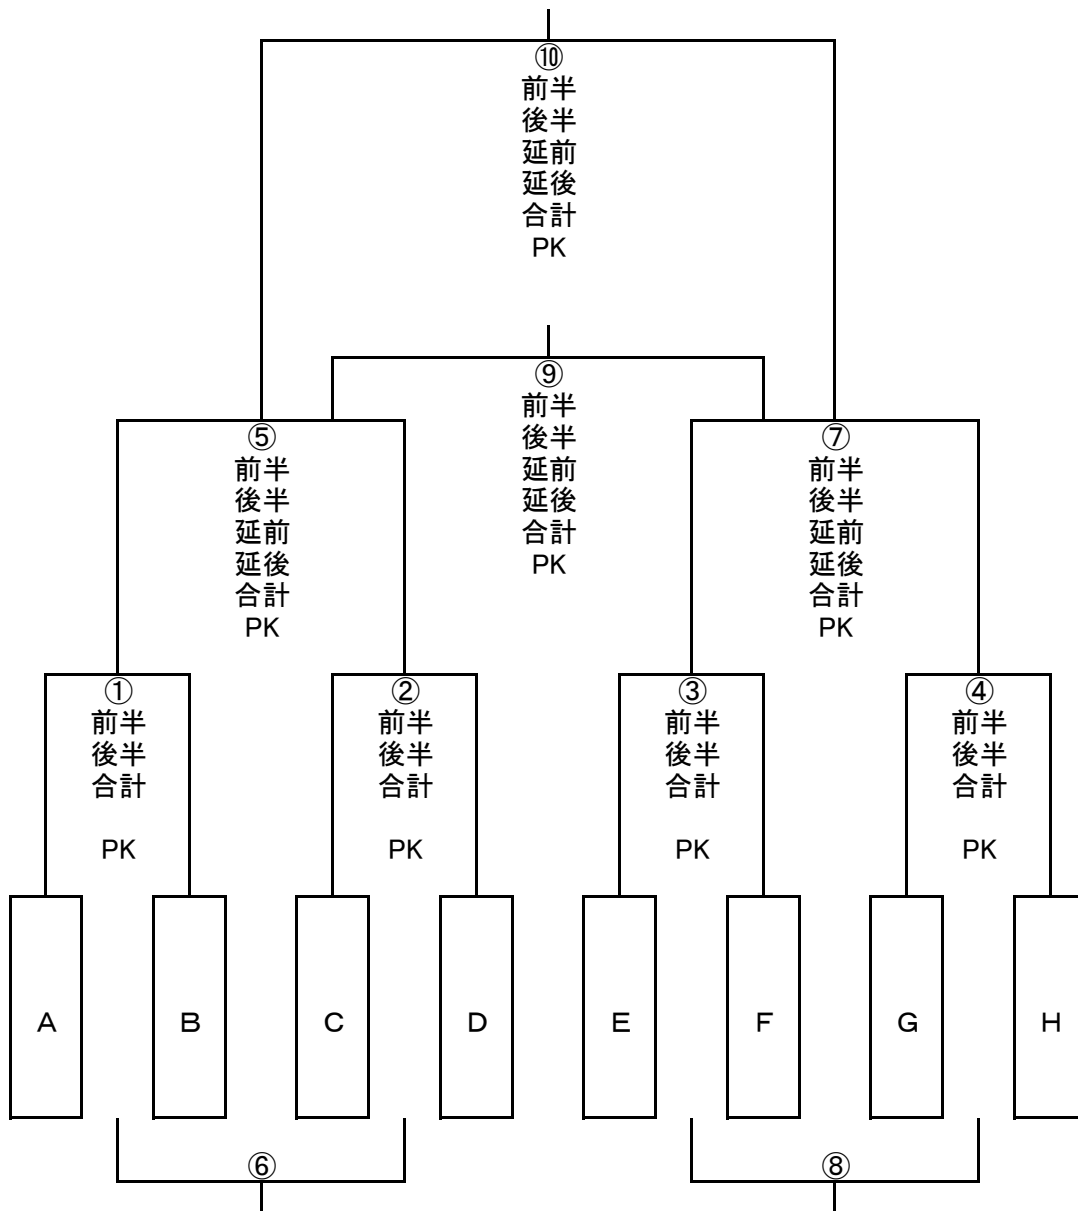 ⑩
前半
後半
延前
延後
合計
PK
⑨
前半
後半
延前
延後
合計
PK
⑤
前半
後半
延前
延後
合計
PK
⑦
前半
後半
延前
延後
合計
PK
①
前半
後半
合計
PK
②
前半
後半
合計
PK
③
前半
後半
合計
PK
④
前半
後半
合計
PK
A
B
C
D
E
F
G
H
⑥
⑧